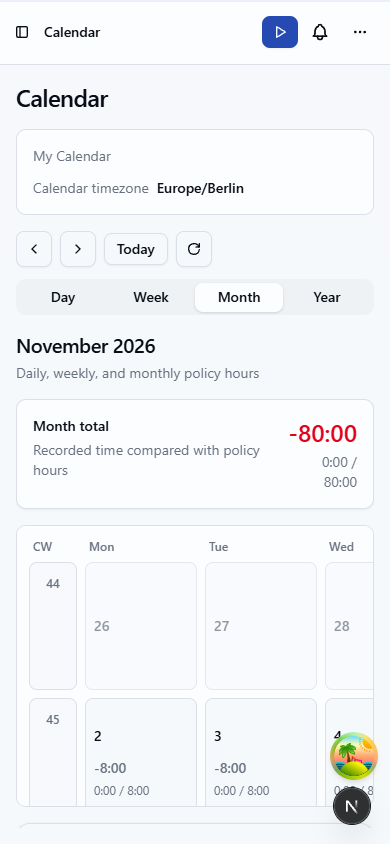 Calendar
Calendar
My Calendar
Calendar timezone Europe/Berlin
Today
Day Week Month Year
November 2026
Daily, weekly, and monthly policy hours
Month total
-80:00
Recorded time compared with policy
hours
0:00 /
80:00
CW Mon Tue Wed
44
26 27 28
45
2 3 4
-8:00 -8:00
0:00 / 8:00 0:00 / 8:00
N